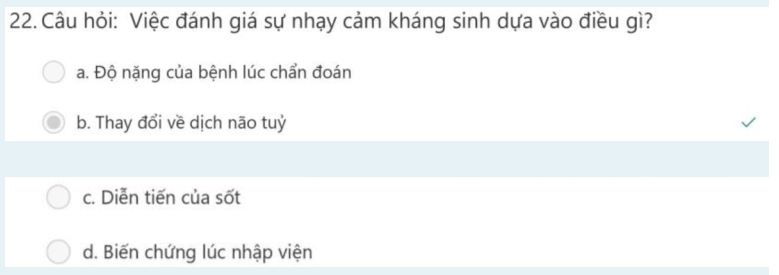 22. Câu hỏi: Việc đánh giá sự nhạy cảm kháng sinh dựa vào điều gì?
a. Độ nặng của bệnh lúc chẩn đoán
b. Thay đổi về dịch não tuỷ
c. Diễn tiến của sốt
d. Biến chứng lúc nhập viện